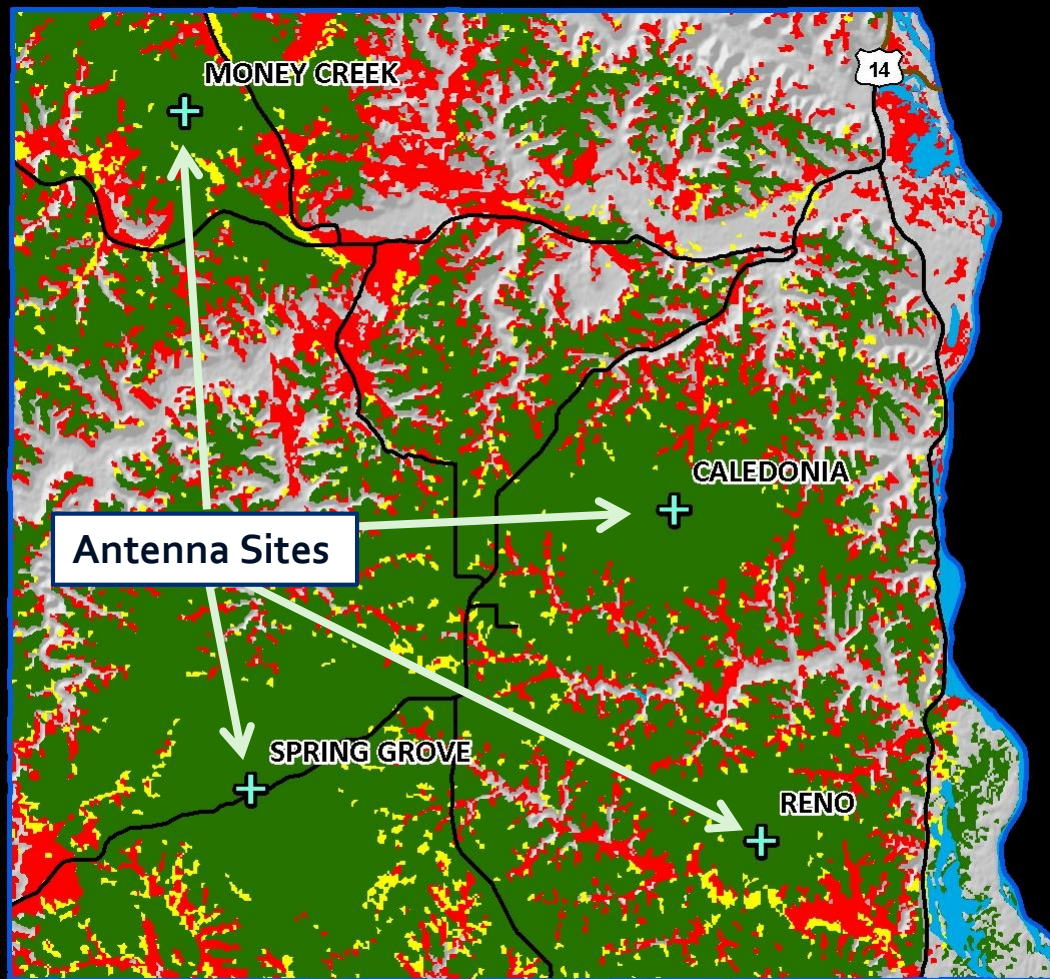 MONEY CREEK
14
CALEDONIA
Antenna Sites
SPRING GROVE
RENO